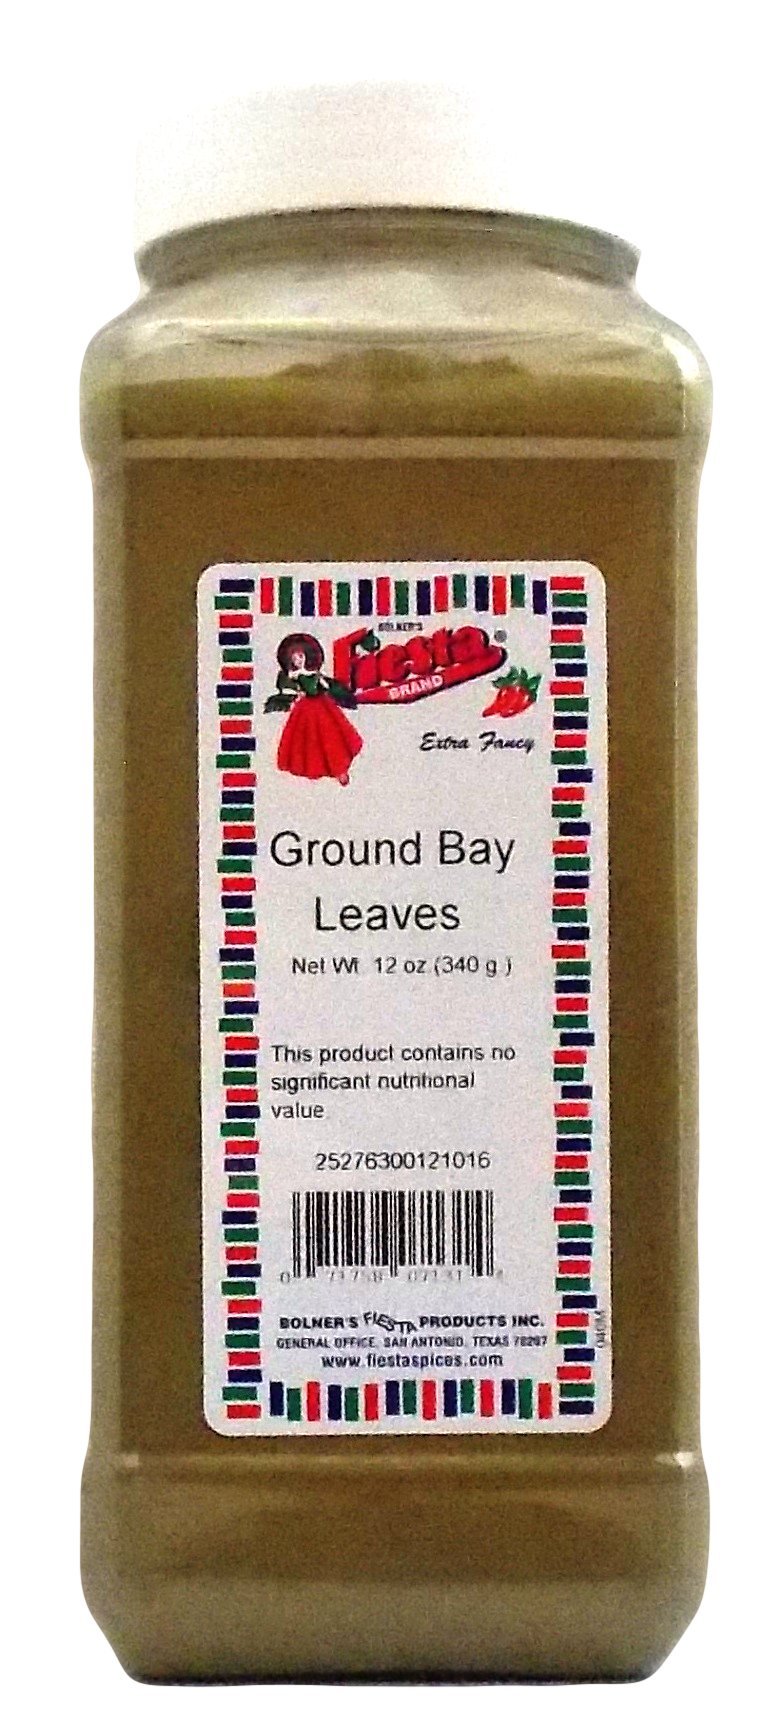 BOLNER'S
Fiesta®
BRAND
Extra Fancy
Ground Bay
Leaves
Net Wt 12 oz (340 g )
This product contains no
significant nutritional
value
25276300121016
BOLNER'S FIESTA PRODUCTS INC.
GENERAL OFFICE, SAN ANTONIO, TEXAS 78207
www.fiestaspices.com